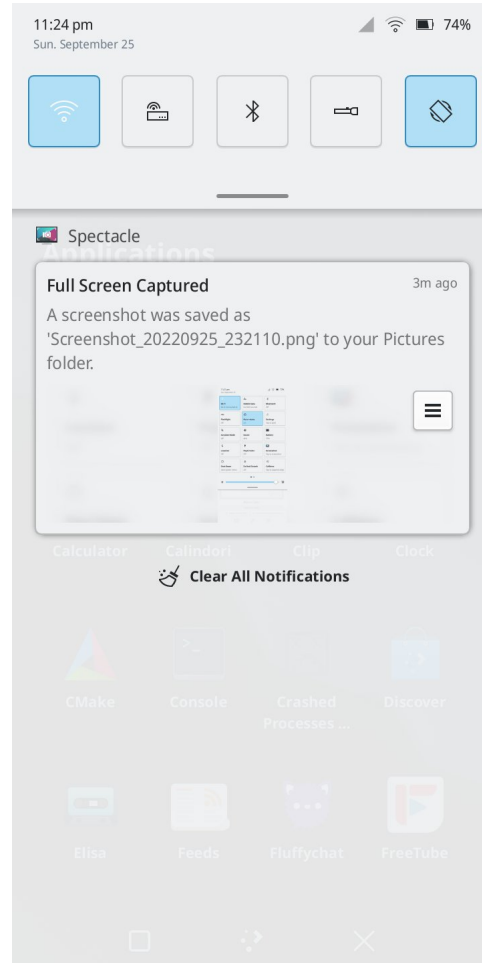 11:24 pm
74%
Sun. September 25
Spectacle
Applications
Full Screen Captured
3m ago
A screenshot was saved as
'Screenshot_20220925_232110.png' to your Pictures
folder.
Calculator
Calindori
Clip
Clock
Clear All Notifications
CMake
Console
Crashed
Processes ...
Discover
Elisa
Feeds
Fluffychat
FreeTube